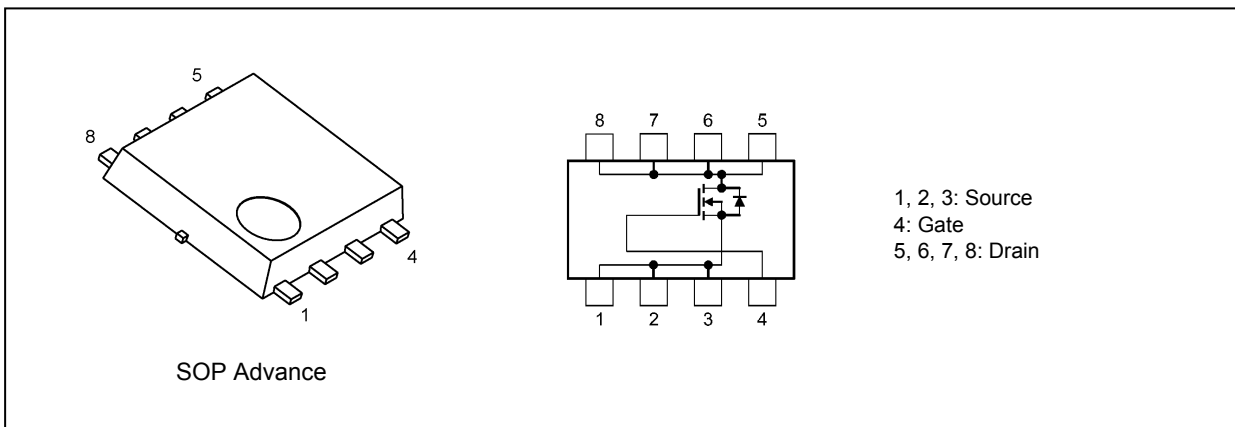 5
8
4
1
SOP Advance
8 7 6 5
1 2 3 4
1, 2, 3: Source
4: Gate
5, 6, 7, 8: Drain